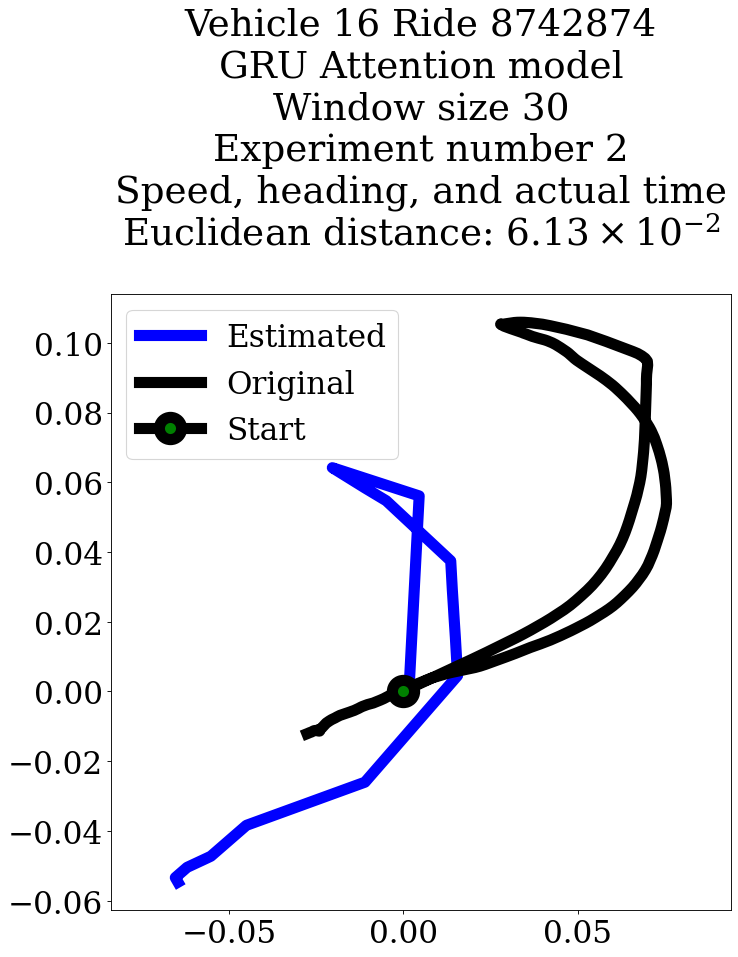 Vehicle 16 Ride 8742874
GRU Attention model
Window size 30
Experiment number 2
Speed, heading, and actual time
Euclidean distance: 6.13 × 10⁻²
Estimated
Original
Start
0.10
0.08
0.06
0.04
0.02
0.00
−0.02
−0.04
−0.06
−0.05 0.00 0.05